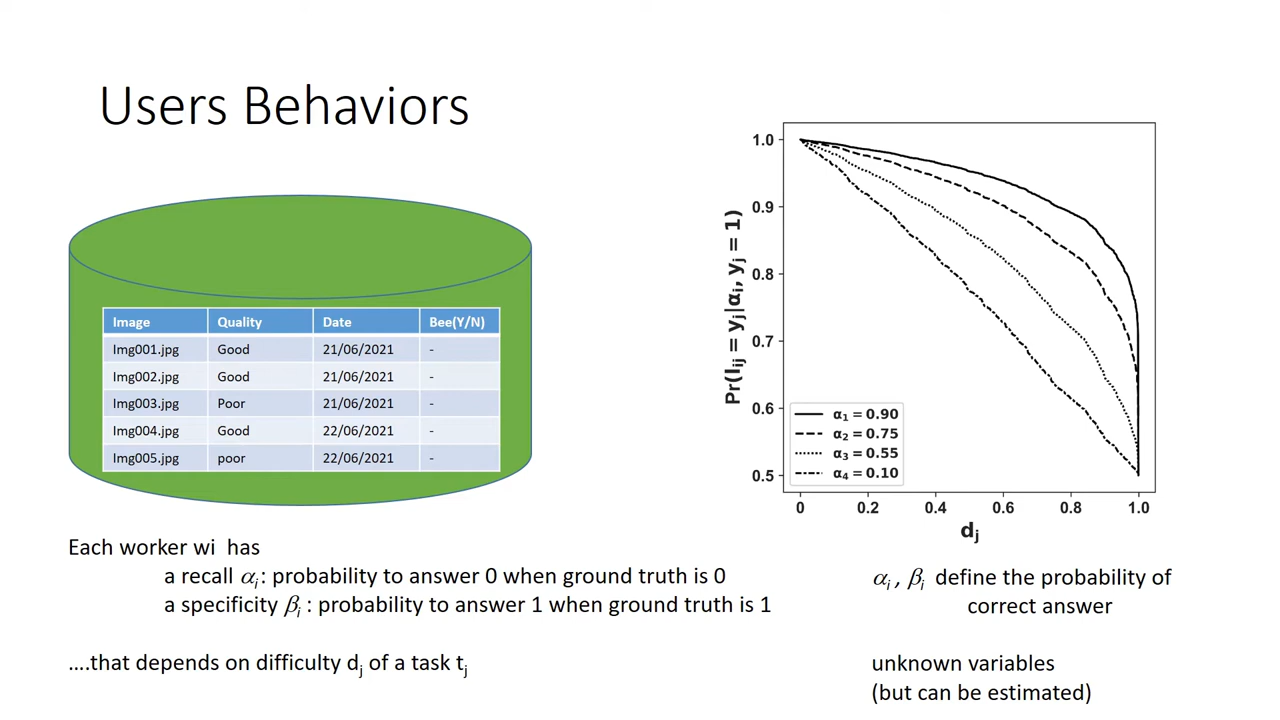 Users Behaviors
Image Quality Date Bee(Y/N)
Img001.jpg Good 21/06/2021 -
Img002.jpg Good 21/06/2021 -
Img003.jpg Poor 21/06/2021 -
Img004.jpg Good 22/06/2021 -
Img005.jpg poor 22/06/2021 -
1.0
0.9
0.8
0.7
0.6
0.5
Pr(lij = yj|αi, yj = 1)
α1 = 0.90
α2 = 0.75
α3 = 0.55
α4 = 0.10
0 0.2 0.4 0.6 0.8 1.0
dj
Each worker wi has
a recall αi : probability to answer 0 when ground truth is 0
a specificity βi : probability to answer 1 when ground truth is 1
….that depends on difficulty dj of a task tj
αi , βi define the probability of
correct answer
unknown variables
(but can be estimated)